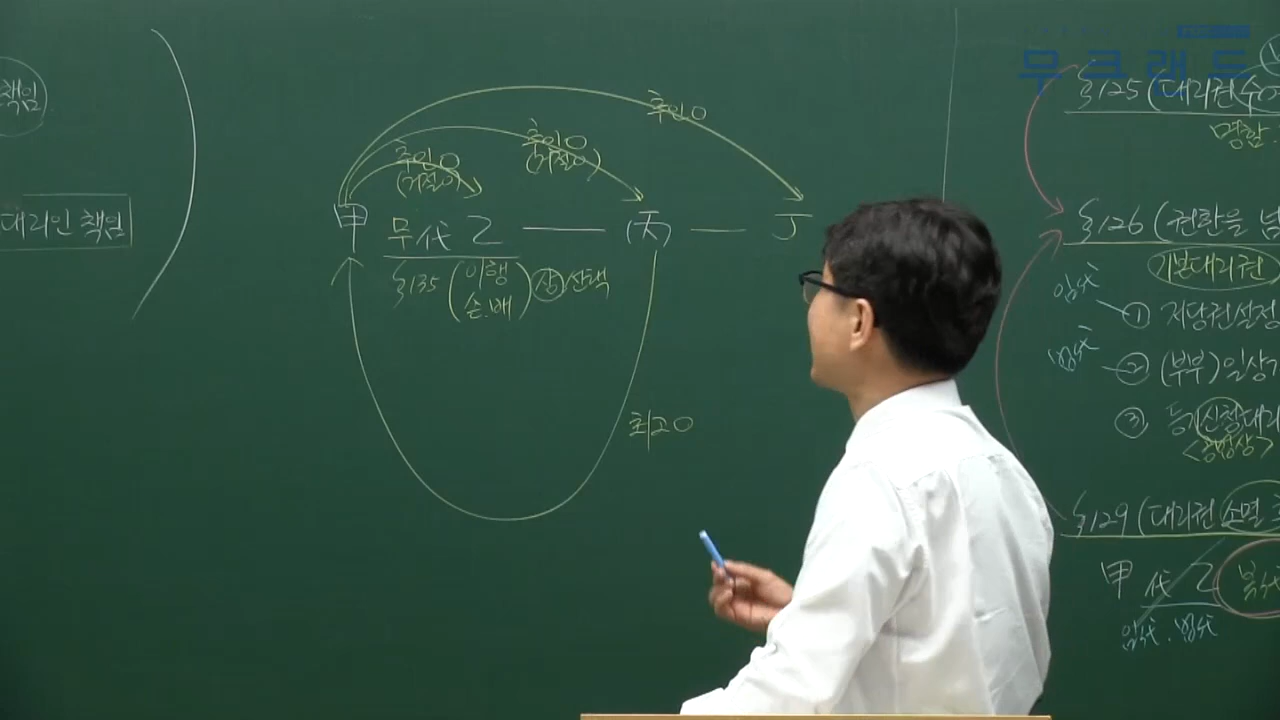 무크랜드
책임
대리인 책임
추인O
추인O
(거절O)
추인O
(거절O)
甲 무代 乙 — (丙) — 丁
§135 (이행 손.배) 상/선택
최고O
§125 (대리권 수여
명함.
§126 (권한을 넘
기본대리권
임代
① 저당권설정
법代
② (부부) 일상가
③ 등기신청대리
<공법상>
§129 (대리권 소멸 후
甲 代 乙 복代
임代. 법代